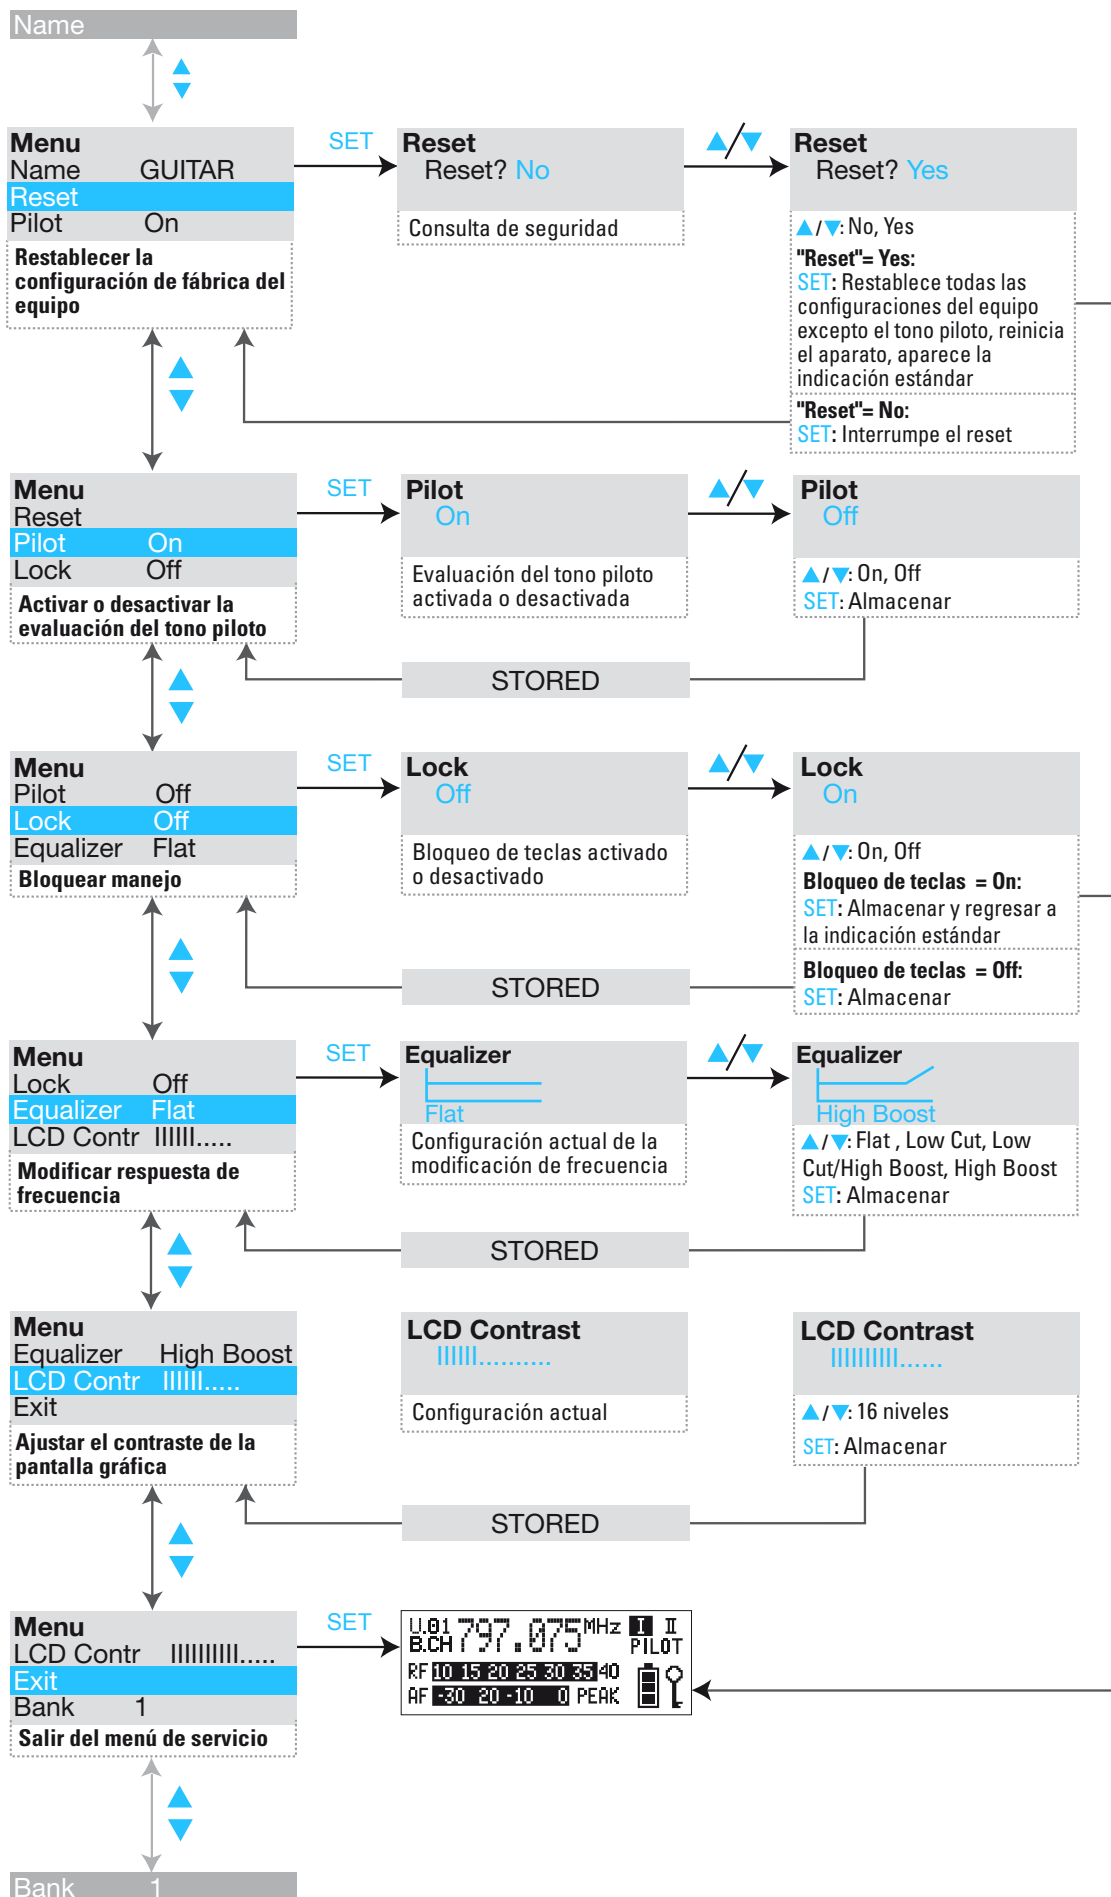 Name
Menu
Name GUITAR
Reset
Pilot On
Restablecer la
configuración de fábrica del
equipo
SET
Reset
Reset? No
Consulta de seguridad
▲/▼
Reset
Reset? Yes
▲/▼: No, Yes
"Reset"= Yes:
SET: Restablece todas las
configuraciones del equipo
excepto el tono piloto, reinicia
el aparato, aparece la
indicación estándar
"Reset"= No:
SET: Interrumpe el reset
Menu
Reset
Pilot On
Lock Off
Activar o desactivar la
evaluación del tono piloto
SET
Pilot
On
Evaluación del tono piloto
activada o desactivada
▲/▼
Pilot
Off
▲/▼: On, Off
SET: Almacenar
STORED
Menu
Pilot Off
Lock Off
Equalizer Flat
Bloquear manejo
SET
Lock
Off
Bloqueo de teclas activado
o desactivado
▲/▼
Lock
On
▲/▼: On, Off
Bloqueo de teclas = On:
SET: Almacenar y regresar a
la indicación estándar
Bloqueo de teclas = Off:
SET: Almacenar
STORED
Menu
Lock Off
Equalizer Flat
LCD Contr IIIIII.....
Modificar respuesta de
frecuencia
SET
Equalizer
Flat
Configuración actual de la
modificación de frecuencia
▲/▼
Equalizer
High Boost
▲/▼: Flat , Low Cut, Low
Cut/High Boost, High Boost
SET: Almacenar
STORED
Menu
Equalizer High Boost
LCD Contr IIIIII.....
Exit
Ajustar el contraste de la
pantalla gráfica
LCD Contrast
IIIIII..........
Configuración actual
LCD Contrast
IIIIIIIIII......
▲/▼: 16 niveles
SET: Almacenar
STORED
Menu
LCD Contr IIIIIIIIII.....
Exit
Bank 1
Salir del menú de servicio
SET
U.01 797.075MHz I II
B.CH PILOT
RF 10 15 20 25 30 35 40
AF -30 20 -10 0 PEAK
Bank 1